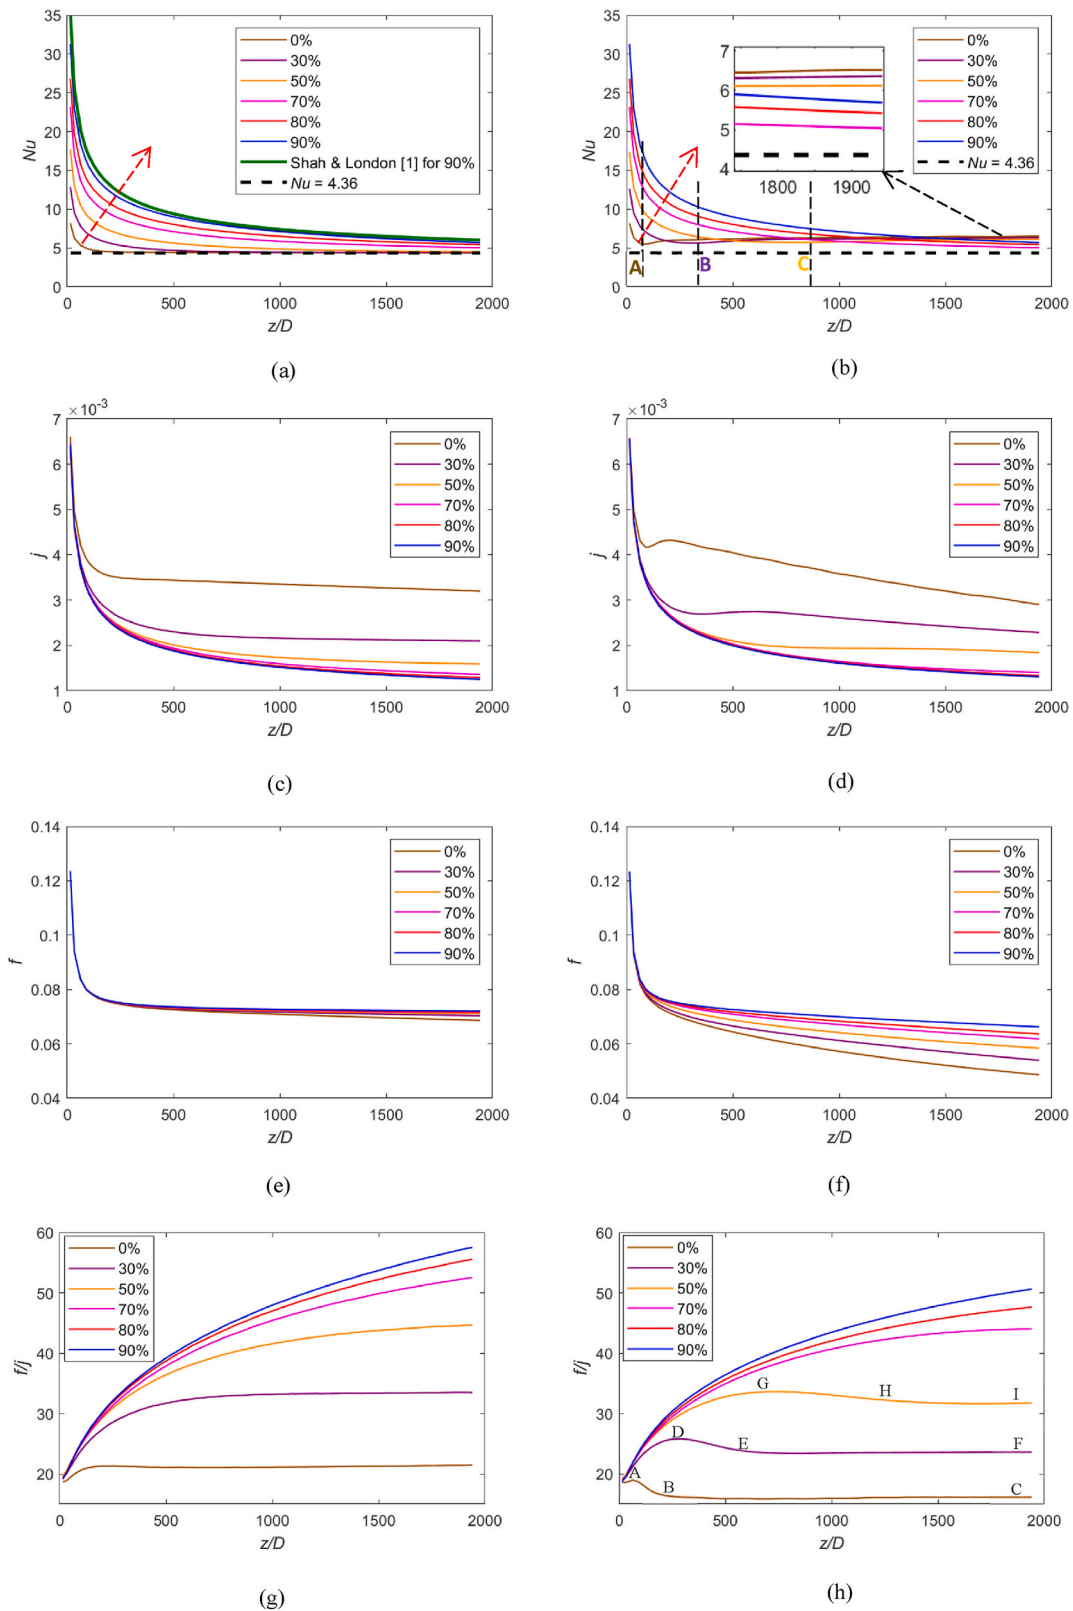 35
30
25
20
15
10
5
0
Nu
0%
30%
50%
70%
80%
90%
Shah & London [1] for 90%
Nu = 4.36
0 500 1000 1500 2000
z/D
(a)
35
30
25
20
15
10
5
0
Nu
7
6
5
4
1800 1900
0%
30%
50%
70%
80%
90%
Nu = 4.36
A
B
C
0 500 1000 1500 2000
z/D
(b)
×10-3
7
6
5
4
3
2
1
j
0%
30%
50%
70%
80%
90%
0 500 1000 1500 2000
z/D
(c)
×10-3
7
6
5
4
3
2
1
j
0%
30%
50%
70%
80%
90%
0 500 1000 1500 2000
z/D
(d)
0.14
0.12
0.1
0.08
0.06
0.04
f
0%
30%
50%
70%
80%
90%
0 500 1000 1500 2000
z/D
(e)
0.14
0.12
0.1
0.08
0.06
0.04
f
0%
30%
50%
70%
80%
90%
0 500 1000 1500 2000
z/D
(f)
60
50
40
30
20
f/j
0%
30%
50%
70%
80%
90%
0 500 1000 1500 2000
z/D
(g)
60
50
40
30
20
f/j
0%
30%
50%
70%
80%
90%
G
H
I
D
E
F
A
B
C
0 500 1000 1500 2000
z/D
(h)